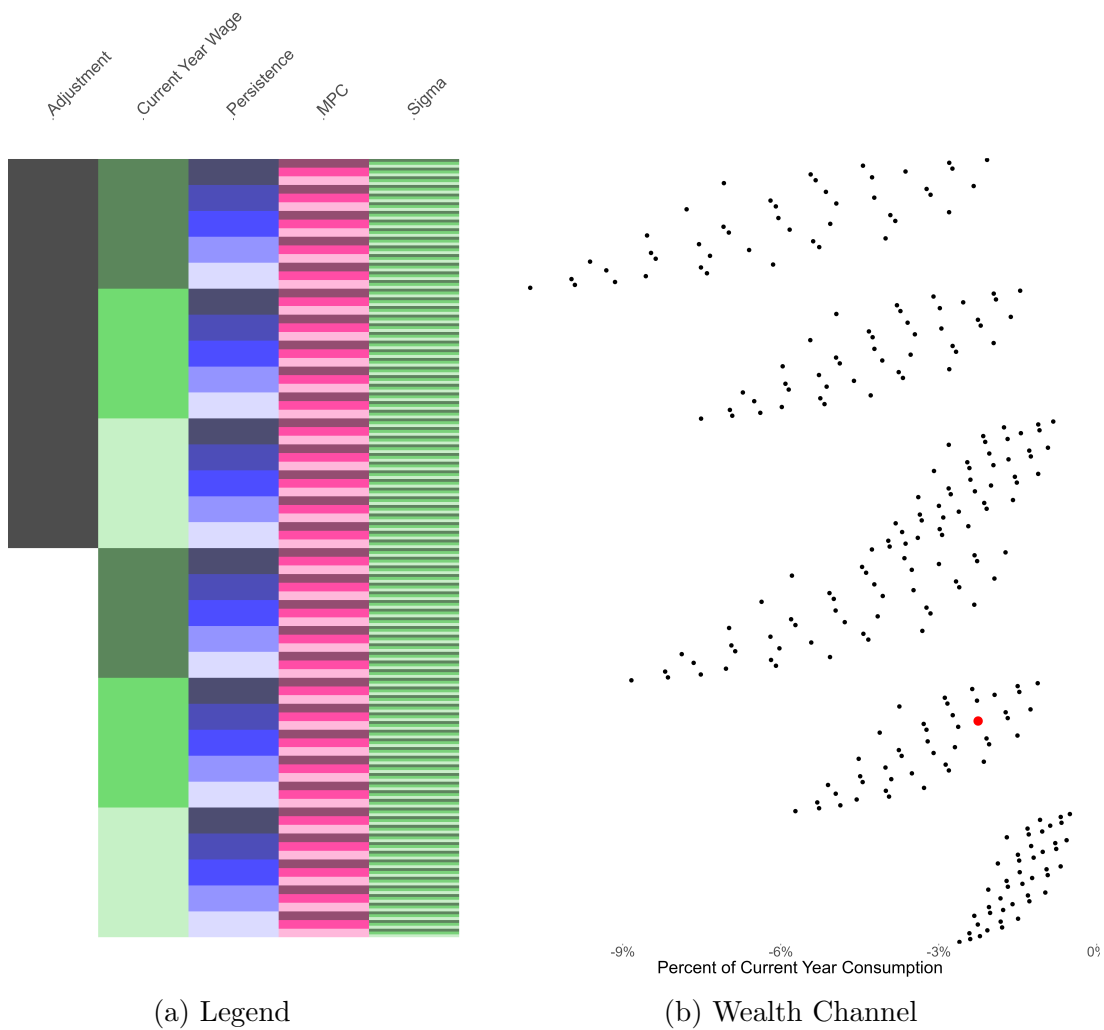 Adjustment
Current Year Wage
Persistence
MPC
Sigma
-9%
-6%
-3%
0%
Percent of Current Year Consumption
(a) Legend
(b) Wealth Channel